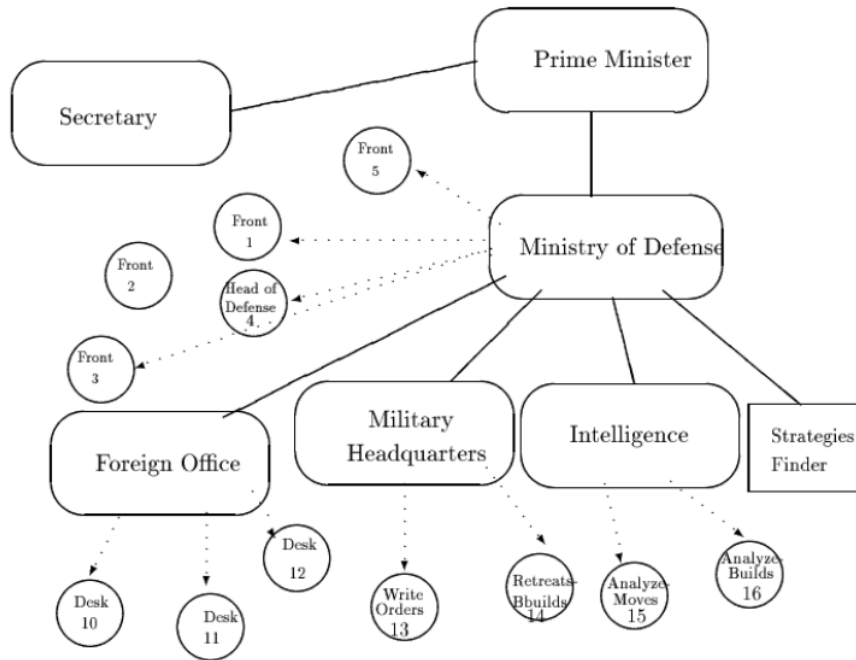 Prime Minister
Secretary
Front
5
Front
1
Ministry of Defense
Front
2
Head of
Defense
4
Front
3
Military
Headquarters
Intelligence
Strategies
Finder
Foreign Office
Desk
12
Analyze-
Builds
16
Desk
10
Desk
11
Write
Orders
13
Retreats-
Bbuilds
14
Analyze-
Moves
15